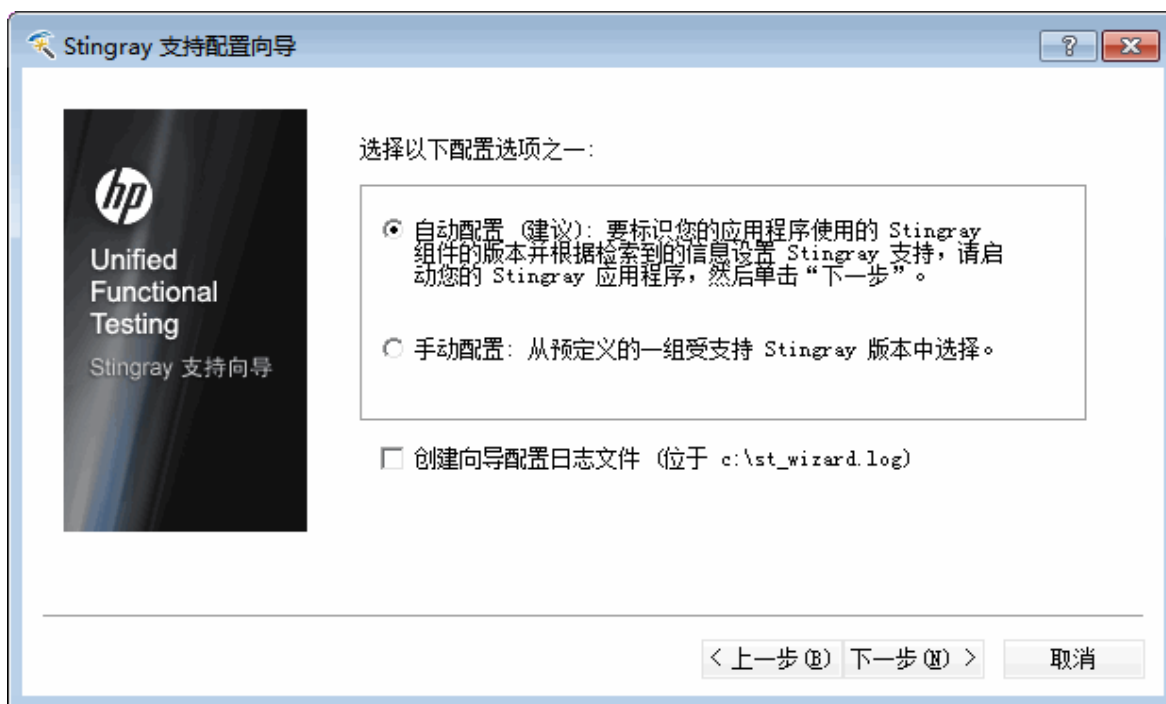 Stingray 支持配置向导
hp
Unified
Functional
Testing
Stingray 支持向导
选择以下配置选项之一:
自动配置 (建议): 要标识您的应用程序使用的 Stingray
组件的版本并根据检索到的信息设置 Stingray 支持，请启
动您的 Stingray 应用程序，然后单击“下一步”。
手动配置: 从预定义的一组受支持 Stingray 版本中选择。
创建向导配置日志文件 (位于 c:\st_wizard.log)
< 上一步(B) 下一步(N) > 取消